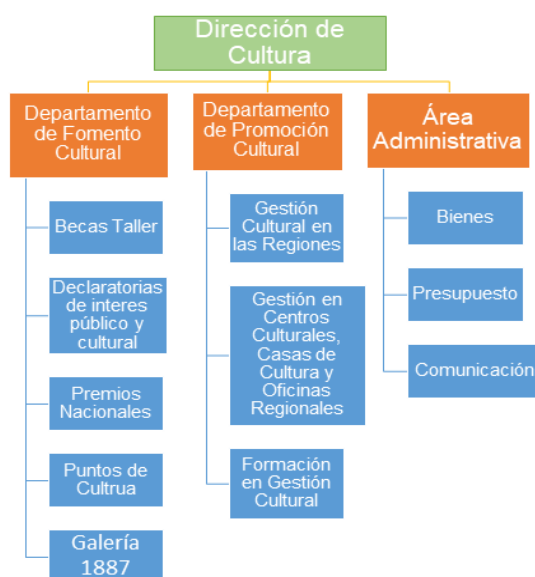 Dirección de
Cultura
Departamento
de Fomento
Cultural
Becas Taller
Declaratorias
de interes
público y
cultural
Premios
Nacionales
Puntos de
Cultrua
Galería
1887
Departamento
de Promoción
Cultural
Gestión
Cultural en
las Regiones
Gestión en
Centros
Culturales,
Casas de
Cultura y
Oficinas
Regionales
Formación
en Gestión
Cultural
Área
Administrativa
Bienes
Presupuesto
Comunicación